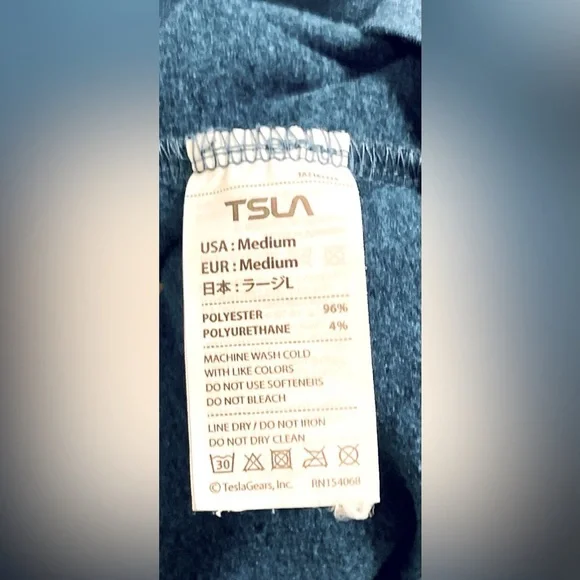 TSLA
USA : Medium
EUR : Medium
日本 : ラージL
POLYESTER 96%
POLYURETHANE 4%
MACHINE WASH COLD
WITH LIKE COLORS
DO NOT USE SOFTENERS
DO NOT BLEACH
LINE DRY / DO NOT IRON
DO NOT DRY CLEAN
30
© TeslaGears, Inc. RN154068